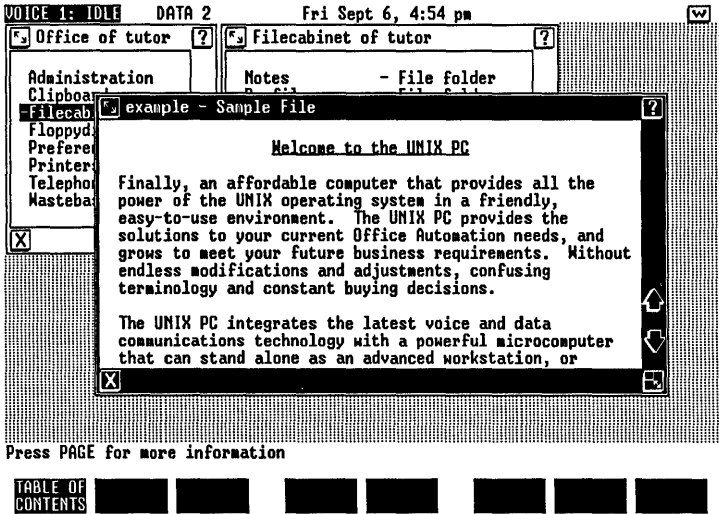 VOICE 1: IDLE DATA 2 Fri Sept 6, 4:54 pm W
Office of tutor ?
Administration
Clipboar
-Filecab
Floppyd
Prefere
Printer
Telepho
Wasteba
X
Filecabinet of tutor ?
Notes - File folder
example - Sample File ?
Welcome to the UNIX PC
Finally, an affordable computer that provides all the
power of the UNIX operating system in a friendly,
easy-to-use environment. The UNIX PC provides the
solutions to your current Office Automation needs, and
grows to meet your future business requirements. Without
endless modifications and adjustments, confusing
terminology and constant buying decisions.
The UNIX PC integrates the latest voice and data
communications technology with a powerful microcomputer
that can stand alone as an advanced workstation, or
X
Press PAGE for more information
TABLE OF
CONTENTS